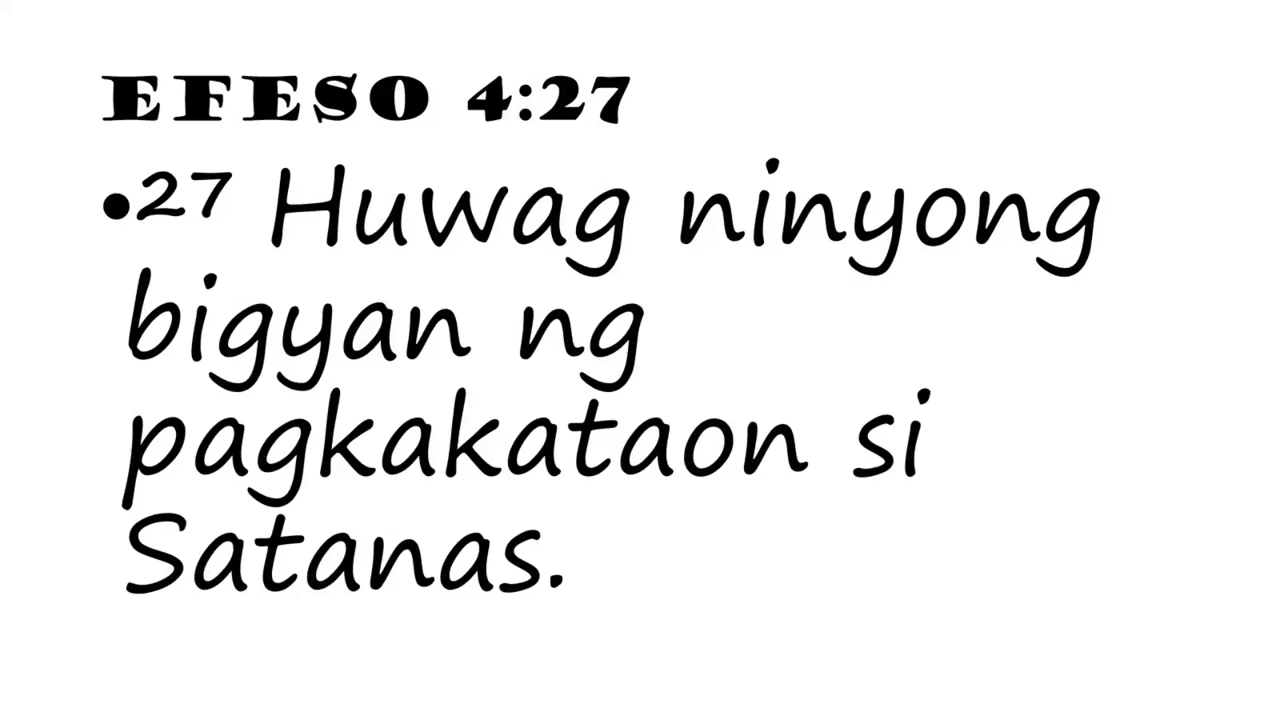 EFESO 4:27
•27 Huwag ninyong
bigyan ng
pagkakataon si
Satanas.